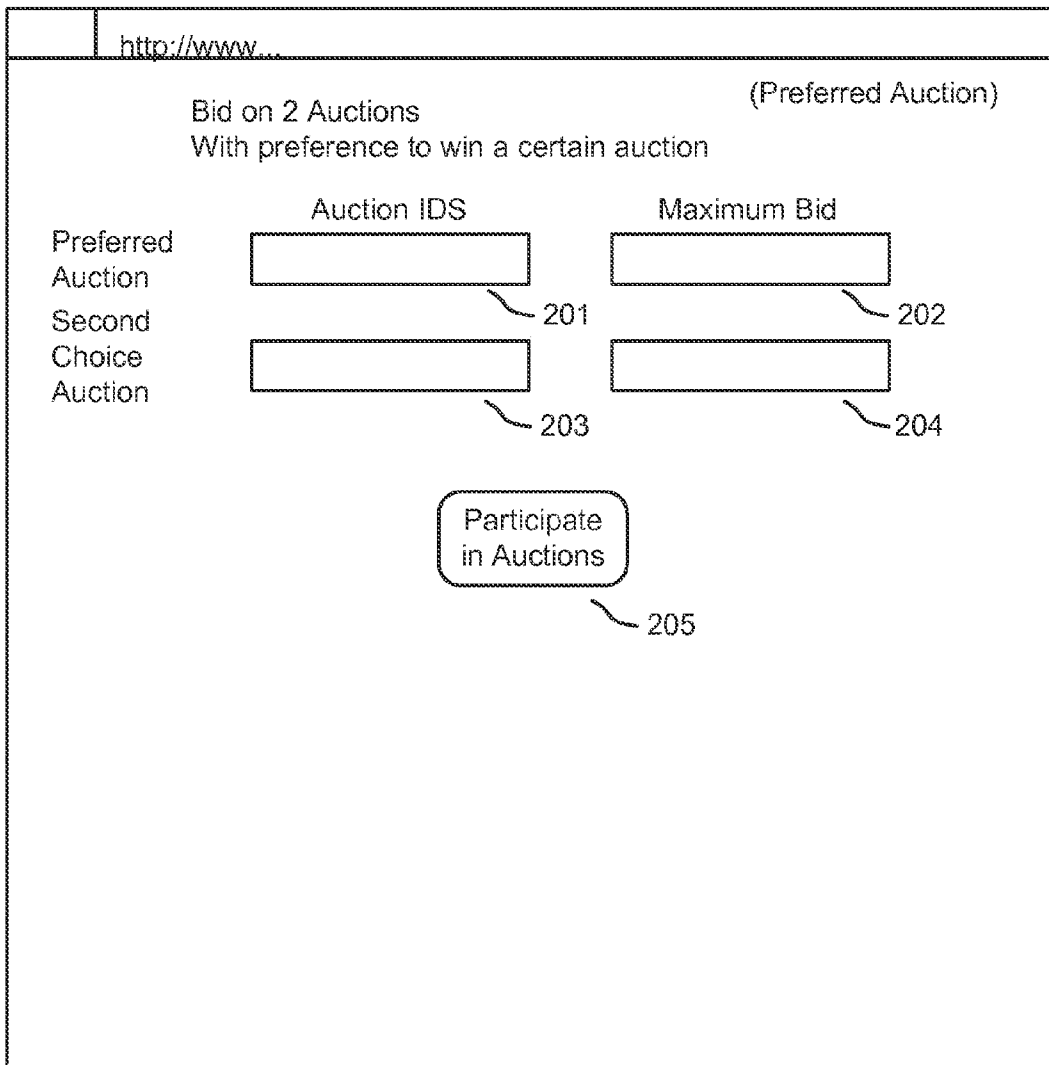 http://www...
(Preferred Auction)
Bid on 2 Auctions
With preference to win a certain auction
Auction IDS Maximum Bid
Preferred
Auction
201 202
Second
Choice
Auction
203 204
Participate
in Auctions
205